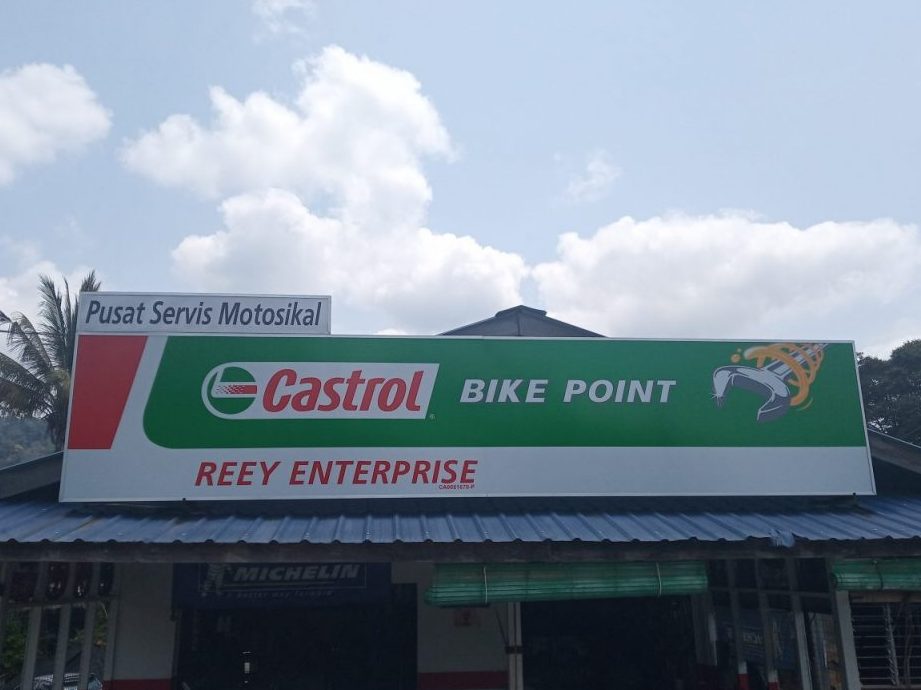 Pusat Servis Motosikal
Castrol BIKE POINT
REEY ENTERPRISE
MICHELIN